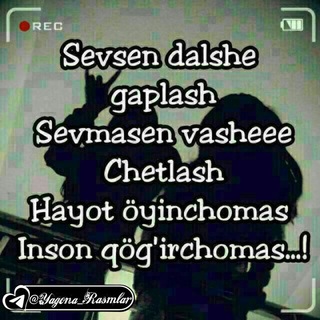 REC
Sevsen dalshe
gaplash
Sevmasen vasheee
Chetlash
Hayot öyinchomas
Inson qög'irchomas...!
@Yagona_Rasmlar